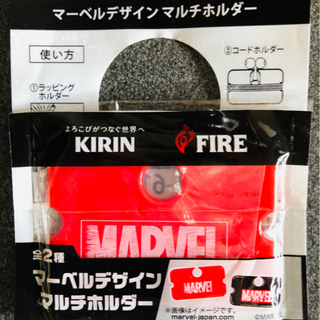 マーベルデザイン マルチホルダー
使い方
①ラッピング
ホルダー
②コードホルダー
よろこびがつなぐ世界へ
KIRIN
FIRE
6
MARVEL
全2種
マーベルデザイン
マルチホルダー
MARVEL
MARVEL
※画像はイメージです。
marvel-japan.com
©MARVEL